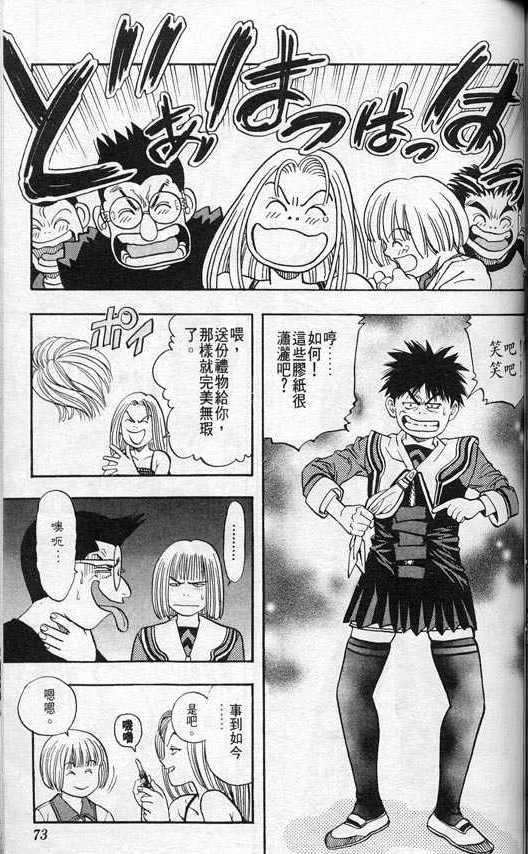 どぁ
はっはっは
笑吧！
笑吧！
哼……
如何！
這些膠紙很
瀟灑吧？
喂，
送份禮物給你，
那樣就完美無瑕
了。
ポイ
………
噢呃…
事到如今
是吧。
嘰嘰
嗯嗯。
73